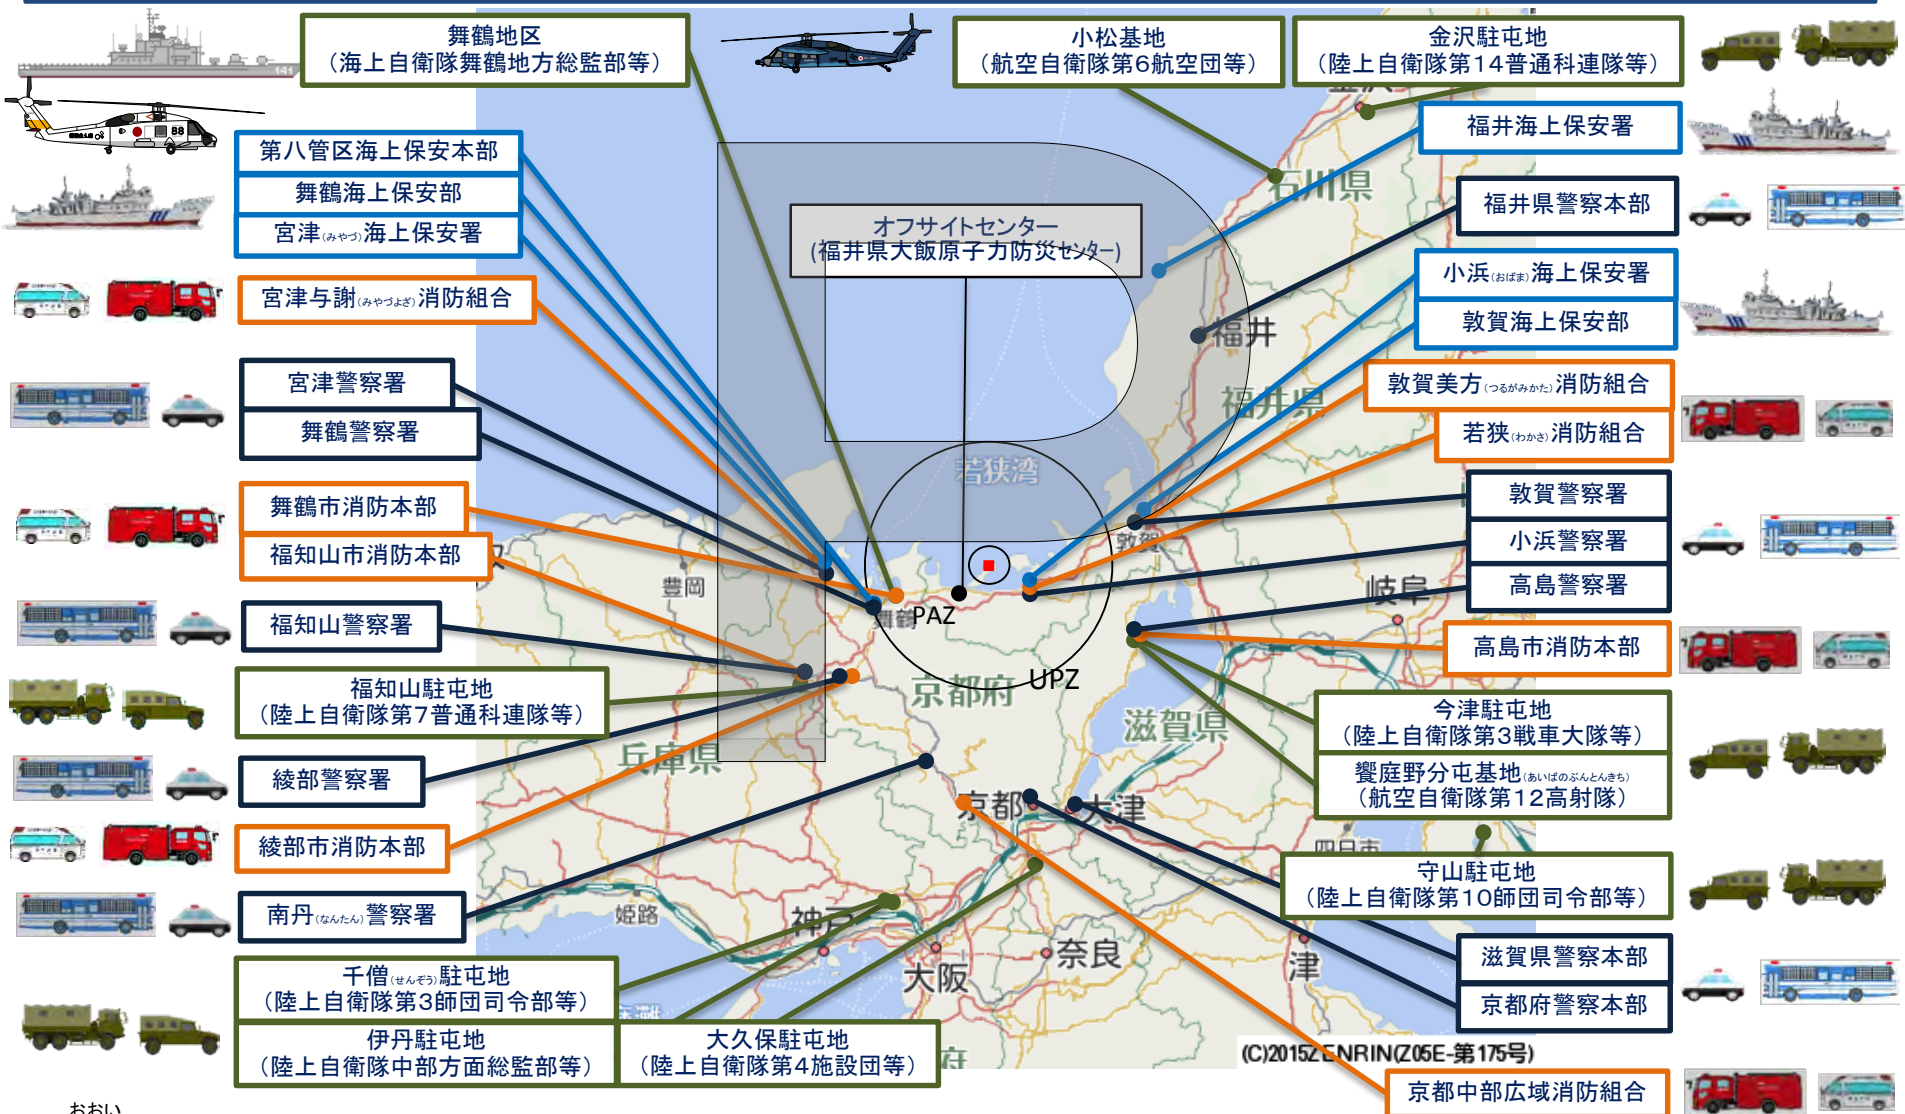 舞鶴地区
（海上自衛隊舞鶴地方総監部等）
小松基地
（航空自衛隊第6航空団等）
金沢駐屯地
（陸上自衛隊第14普通科連隊等）
141
88
第八管区海上保安本部
舞鶴海上保安部
宮津(みやづ)海上保安署
宮津与謝(みやづよざ)消防組合
宮津警察署
舞鶴警察署
舞鶴市消防本部
福知山市消防本部
福知山警察署
福知山駐屯地
（陸上自衛隊第7普通科連隊等）
綾部警察署
綾部市消防本部
南丹(なんたん)警察署
千僧(せんぞう)駐屯地
（陸上自衛隊第3師団司令部等）
伊丹駐屯地
（陸上自衛隊中部方面総監部等）
大久保駐屯地
（陸上自衛隊第4施設団等）
オフサイトセンター
(福井県大飯原子力防災センター)
福井海上保安署
福井県警察本部
小浜(おばま)海上保安署
敦賀海上保安部
敦賀美方(つるがみかた)消防組合
若狭(わかさ)消防組合
敦賀警察署
小浜警察署
高島警察署
高島市消防本部
今津駐屯地
（陸上自衛隊第3戦車大隊等）
饗庭野分屯基地(あいばのぶんとんきち)
（航空自衛隊第12高射隊）
守山駐屯地
（陸上自衛隊第10師団司令部等）
滋賀県警察本部
京都府警察本部
京都中部広域消防組合
石川県
福井
福井県
若狭湾
敦賀
豊岡
舞鶴
PAZ
UPZ
岐阜
京都府
滋賀県
兵庫県
京都
大津
四日市
姫路
神戸
大阪
奈良
津
府
(C)2015ZENRIN(Z05E-第175号)
おおい